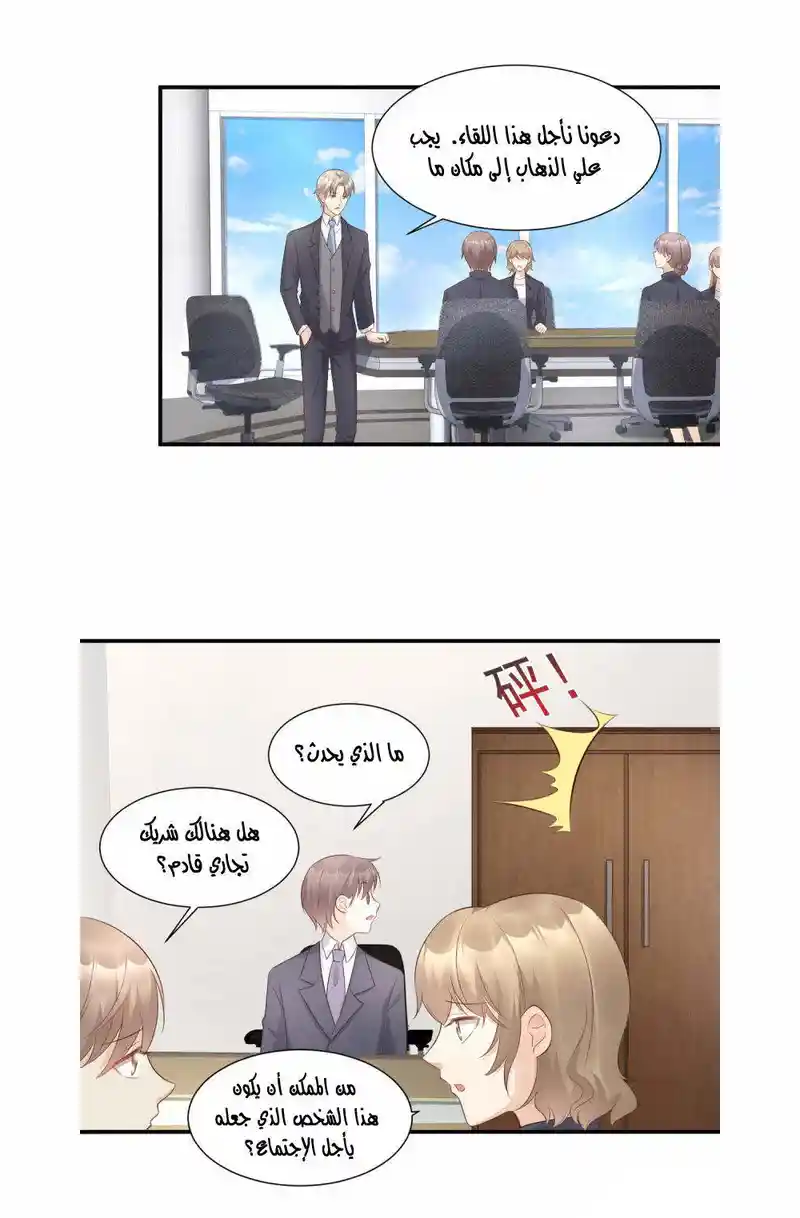 دعونا نأجل هذا اللقاء. يجب
علي الذهاب إلى مكان ما
砰!
ما الذي يحدث؟
هل هنالك شريك
تجاري قادم؟
من الممكن أن يكون
هذا الشخص الذي جعله
يأجل الإجتماع؟